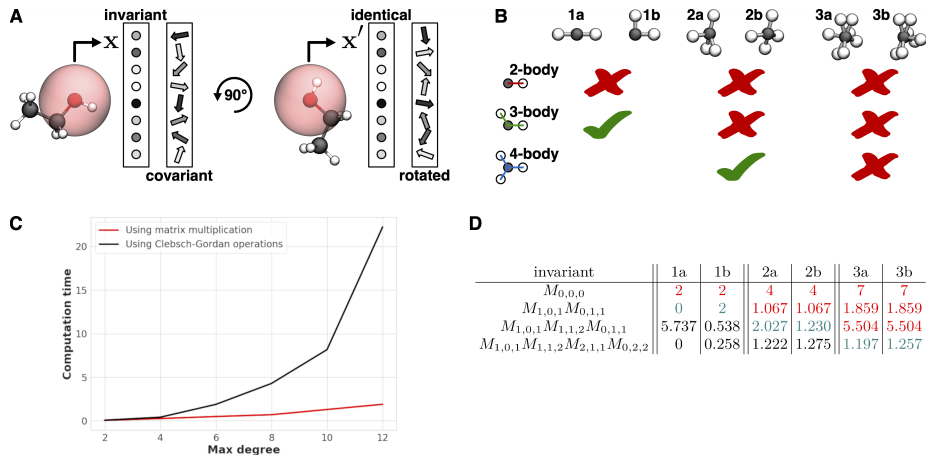 A
invariant
identical
X
X′
90°
covariant
rotated
B
1a 1b 2a 2b 3a 3b
2-body
3-body
4-body
C
Using matrix multiplication
Using Clebsch-Gordan operations
Computation time
20
15
10
5
0
2 4 6 8 10 12
Max degree
D
invariant 1a 1b 2a 2b 3a 3b
M0,0,0 2 2 4 4 7 7
M1,0,1M0,1,1 0 2 1.067 1.067 1.859 1.859
M1,0,1M1,1,2M0,1,1 5.737 0.538 2.027 1.230 5.504 5.504
M1,0,1M1,1,2M2,1,1M0,2,2 0 0.258 1.222 1.275 1.197 1.257